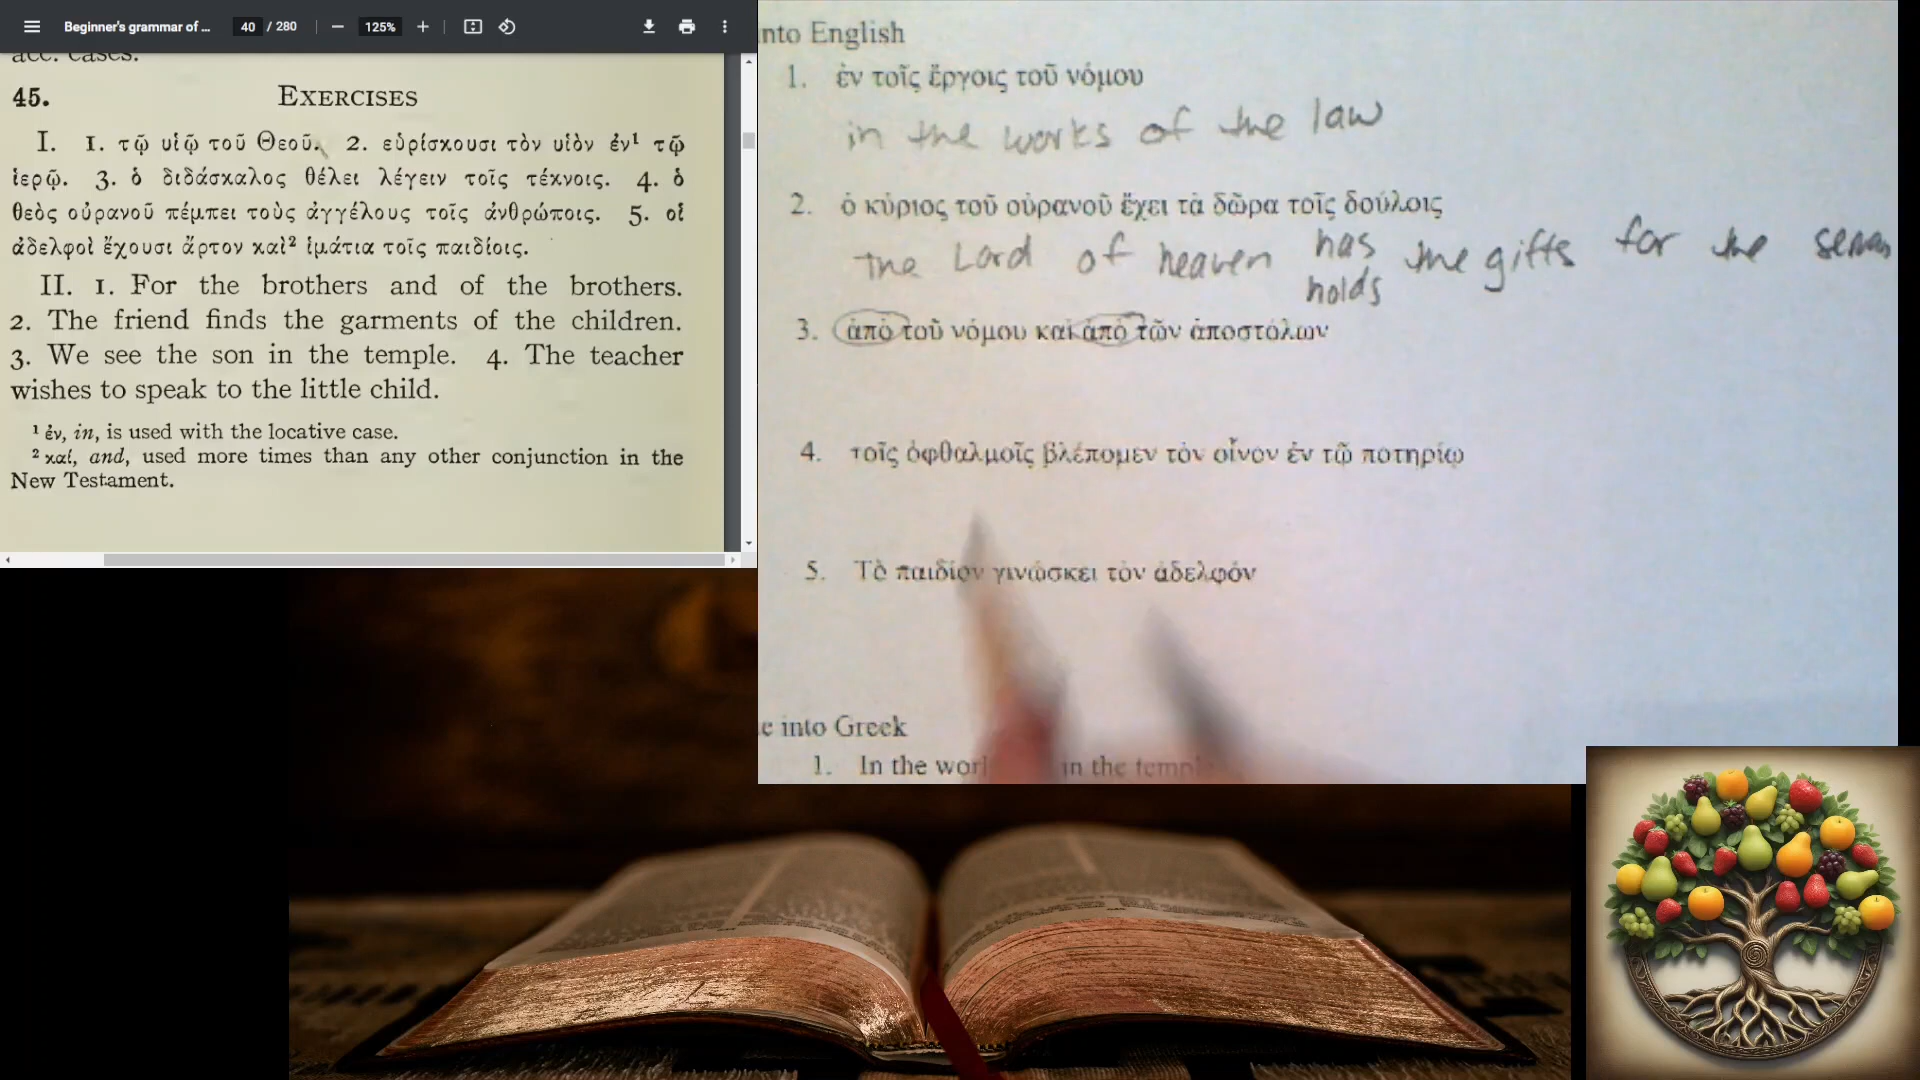 Beginner's grammar of ...
40 / 280
125%
acc. cases.
45. EXERCISES
I. 1. τῷ υἱῷ τοῦ Θεοῦ. 2. εὑρίσκουσι τὸν υἱὸν ἐν¹ τῷ
ἱερῷ. 3. ὁ διδάσκαλος θέλει λέγειν τοῖς τέκνοις. 4. ὁ
θεὸς οὐρανοῦ πέμπει τοὺς ἀγγέλους τοῖς ἀνθρώποις. 5. οἱ
ἀδελφοὶ ἔχουσι ἄρτον καὶ² ἱμάτια τοῖς παιδίοις.
II. 1. For the brothers and of the brothers.
2. The friend finds the garments of the children.
3. We see the son in the temple. 4. The teacher
wishes to speak to the little child.
¹ ἐν, in, is used with the locative case.
² καί, and, used more times than any other conjunction in the
New Testament.
nto English
1. ἐν τοῖς ἔργοις τοῦ νόμου
in the works of the law
2. ὁ κύριος τοῦ οὐρανοῦ ἔχει τὰ δῶρα τοῖς δούλοις
the Lord of heaven has the gifts for the
holds
3. ἀπὸ τοῦ νόμου καὶ ἀπὸ τῶν ἀποστόλων
4. τοῖς ὀφθαλμοῖς βλέπομεν τὸν οἶνον ἐν τῷ ποτηρίῳ
5. Τὸ παιδίον γινώσκει τὸν ἀδελφόν
e into Greek
1. In the in the